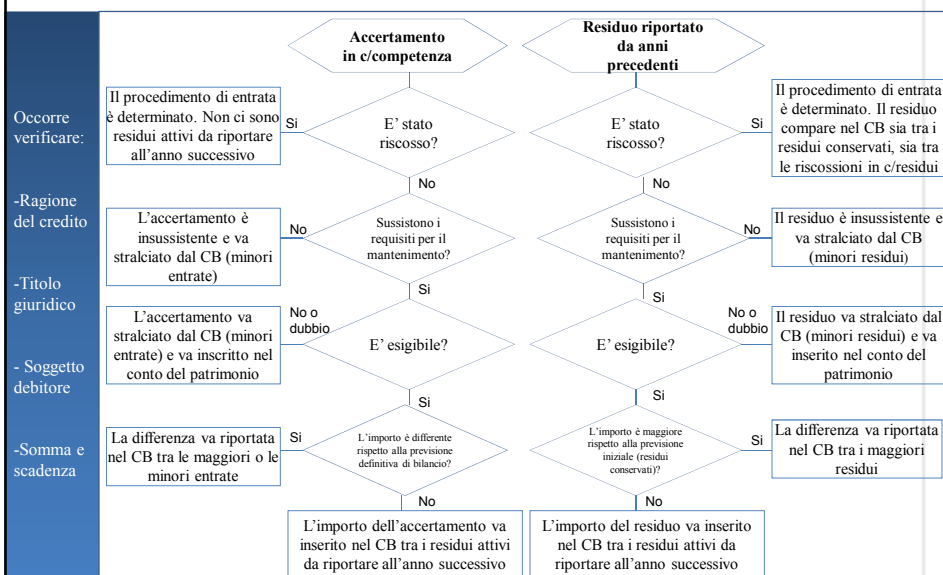 Occorre
verificare:
-Ragione
del credito
-Titolo
giuridico
- Soggetto
debitore
-Somma e
scadenza
Accertamento
in c/competenza
E' stato
riscosso?
Si
Il procedimento di entrata
è determinato. Non ci sono
residui attivi da riportare
all'anno successivo
No
Sussistono i
requisiti per il
mantenimento?
No
L'accertamento è
insussistente e va
stralciato dal CB (minori
entrate)
Si
E' esigibile?
No o
dubbio
L'accertamento va
stralciato dal CB (minori
entrate) e va inscritto nel
conto del patrimonio
Si
L'importo è differente
rispetto alla previsione
definitiva di bilancio?
Si
La differenza va riportata
nel CB tra le maggiori o le
minori entrate
No
L'importo dell'accertamento va
inserito nel CB tra i residui attivi
da riportare all'anno successivo
Residuo riportato
da anni
precedenti
E' stato
riscosso?
Si
Il procedimento di entrata
è determinato. Il residuo
compare nel CB sia tra i
residui conservati, sia tra
le riscossioni in c/residui
No
Sussistono i
requisiti per il
mantenimento?
No
Il residuo è insussistente e
va stralciato dal CB
(minori residui)
Si
E' esigibile?
No o
dubbio
Il residuo va stralciato dal
CB (minori residui) e va
inserito nel conto del
patrimonio
Si
L'importo è maggiore
rispetto alla previsione
iniziale (residui
conservati)?
Si
La differenza va riportata
nel CB tra i maggiori
residui
No
L'importo del residuo va inserito
nel CB tra i residui attivi da
riportare all'anno successivo